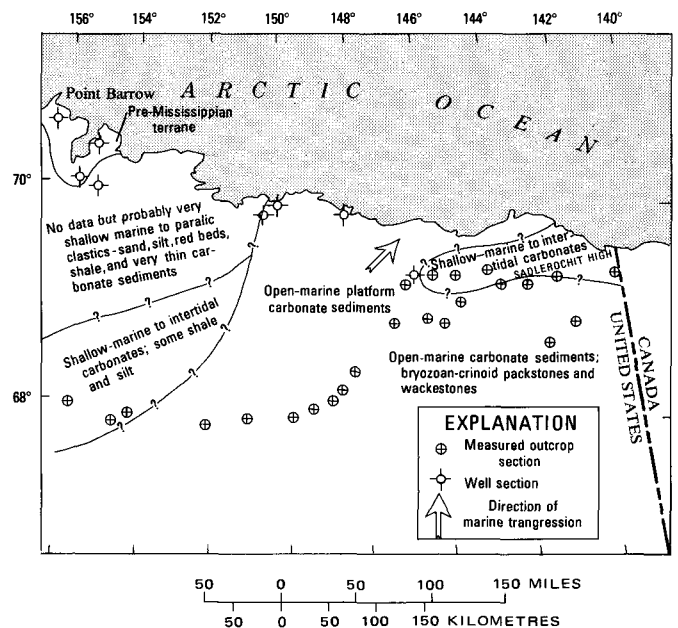 156° 154° 152° 150° 148° 146° 144° 142° 140°
ARCTIC OCEAN
Point Barrow
Pre-Mississippian
terrane
70°
No data but probably very
shallow marine to paralic
clastics-sand, silt, red beds,
shale, and very thin car-
bonate sediments
Open-marine platform
carbonate sediments
Shallow-marine to inter-
tidal carbonates
SADLEROCHIT HIGH
Shallow-marine to intertidal
carbonates; some shale
and silt
68°
Open-marine carbonate sediments;
bryozoan-crinoid packstones and
wackestones
CANADA
UNITED STATES
? ? ? ? ? ? ? ? ? ? ? ?
EXPLANATION
Measured outcrop
section
Well section
Direction of
marine trangression
50 0 50 100 150 MILES
50 0 50 100 150 KILOMETRES